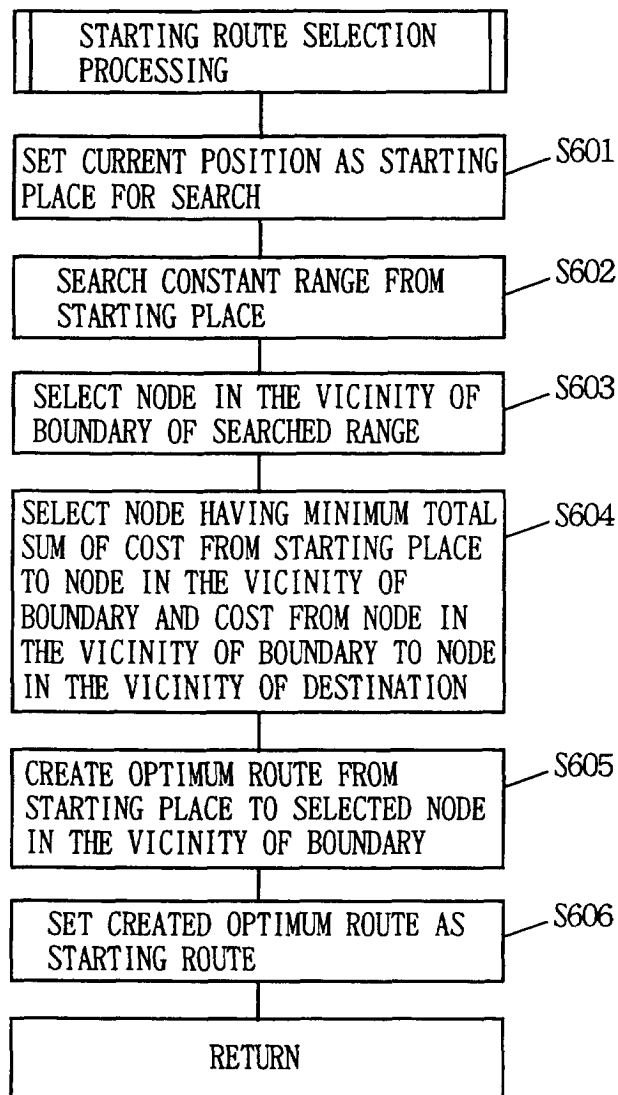 STARTING ROUTE SELECTION
PROCESSING
SET CURRENT POSITION AS STARTING
PLACE FOR SEARCH
S601
SEARCH CONSTANT RANGE FROM
STARTING PLACE
S602
SELECT NODE IN THE VICINITY OF
BOUNDARY OF SEARCHED RANGE
S603
SELECT NODE HAVING MINIMUM TOTAL
SUM OF COST FROM STARTING PLACE
TO NODE IN THE VICINITY OF
BOUNDARY AND COST FROM NODE IN
THE VICINITY OF BOUNDARY TO NODE
IN THE VICINITY OF DESTINATION
S604
CREATE OPTIMUM ROUTE FROM
STARTING PLACE TO SELECTED NODE
IN THE VICINITY OF BOUNDARY
S605
SET CREATED OPTIMUM ROUTE AS
STARTING ROUTE
S606
RETURN